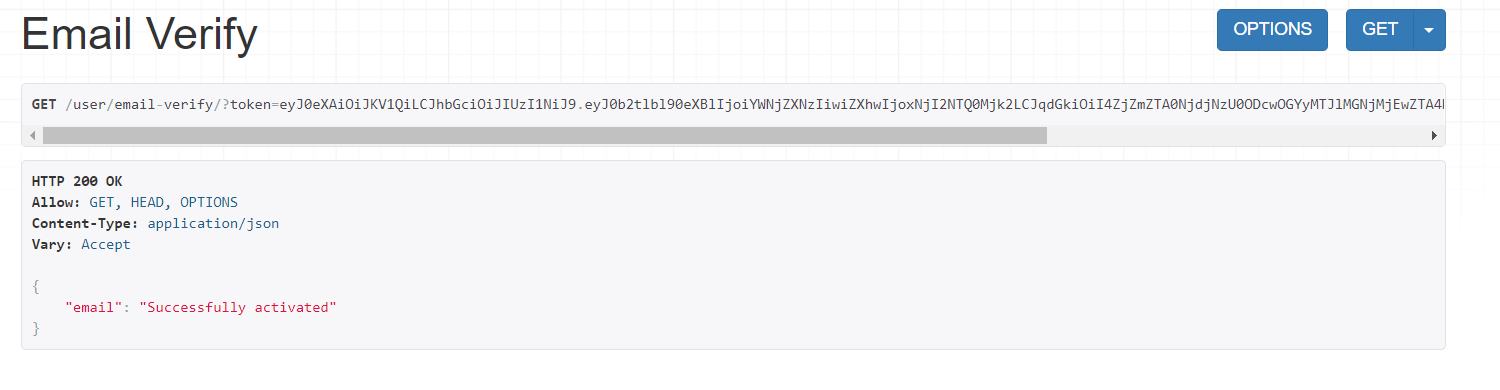 Email Verify
OPTIONS
GET
GET /user/email-verify/?token=eyJ0eXAiOiJKV1QiLCJhbGciOiJIUzI1NiJ9.eyJ0b2tlbl90eXBlIjoiYWNjZXNzIiwiZXhwIjoxNjI2NTQ0Mjk2LCJqdGkiOiI4ZjZmZTA0NjdjNzU0ODcwOGYyMTJlMGNjMjEwZTA4
HTTP 200 OK
Allow: GET, HEAD, OPTIONS
Content-Type: application/json
Vary: Accept
{
"email": "Successfully activated"
}